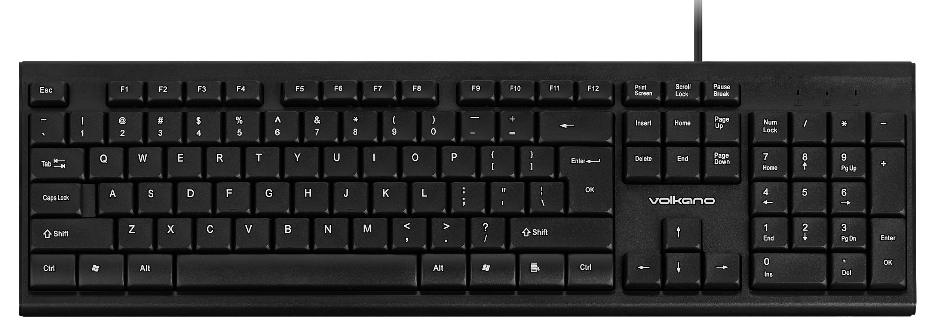 Esc F1 F2 F3 F4 F5 F6 F7 F8 F9 F10 F11 F12 Print Screen Scroll Lock Pause Break
~ ` ! 1 @ 2 # 3 $ 4 % 5 ^ 6 & 7 * 8 ( 9 ) 0 _ - + = ← Insert Home Page Up Num Lock / * -
Tab Q W E R T Y U I O P { [ } ] Enter Delete End Page Down 7 Home 8 ↑ 9 Pg Up +
Caps Lock A S D F G H J K L : ; " ' | \ OK volkano 4 ← 5 6 →
Shift Z X C V B N M < , > . ? / Shift ↑ 1 End 2 ↓ 3 Pg Dn Enter
Ctrl Alt Alt Ctrl ← ↓ → 0 Ins . Del OK